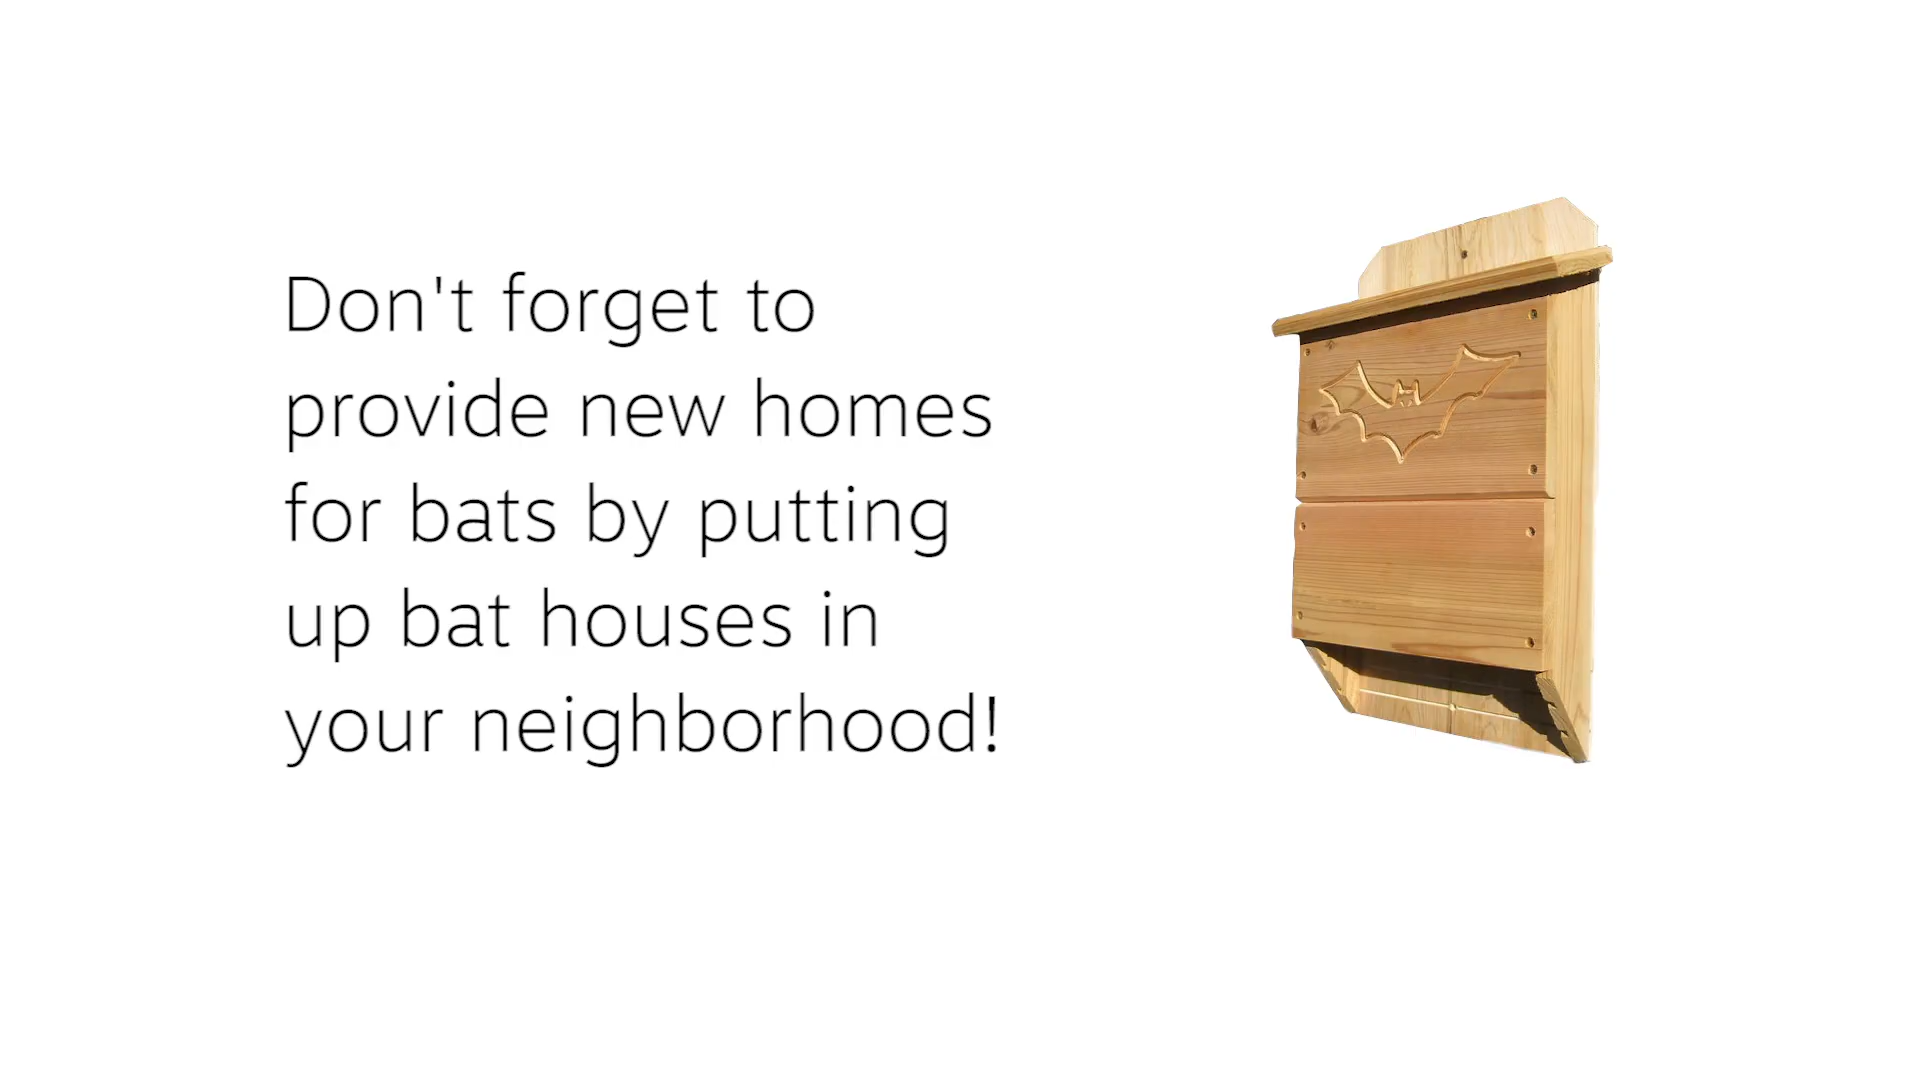 Don't forget to
provide new homes
for bats by putting
up bat houses in
your neighborhood!